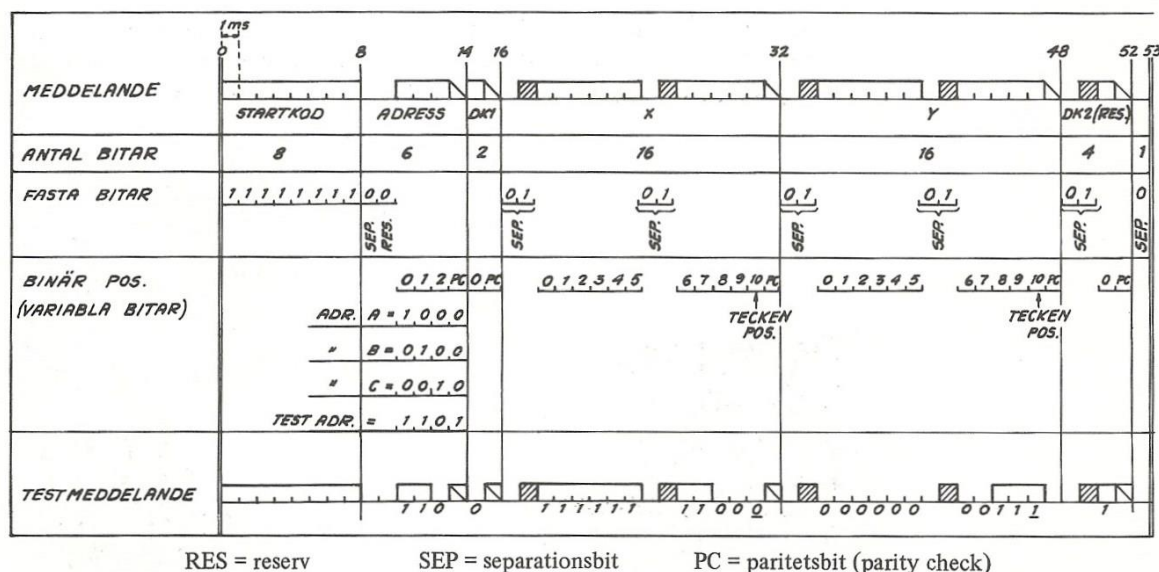 1 ms
0 8 14 16 32 48 52 53
MEDDELANDE
STARTKOD ADRESS DK1 X Y DK2 (RES.)
ANTAL BITAR 8 6 2 16 16 4 1
FASTA BITAR 1 1 1 1 1 1 1 1 0 0 0 1 0 1 0 1 0 1 0 1 0
SEP. RES. SEP. SEP. SEP. SEP. SEP. SEP.
BINÄR POS. 0 1 2 PC 0 PC 0 1 2 3 4 5 6 7 8 9 10 PC 0 1 2 3 4 5 6 7 8 9 10 PC 0 PC
(VARIABLA BITAR)
TECKEN POS. TECKEN POS.
ADR. A = 1 0 0 0
" B = 0 1 0 0
" C = 0 0 1 0
TEST ADR. = 1 1 0 1
TESTMEDDELANDE
1 1 0 0 1 1 1 1 1 1 1 1 0 0 0 0 0 0 0 0 0 0 0 1 1 1 1
RES = reserv SEP = separationsbit PC = paritetsbit (parity check)